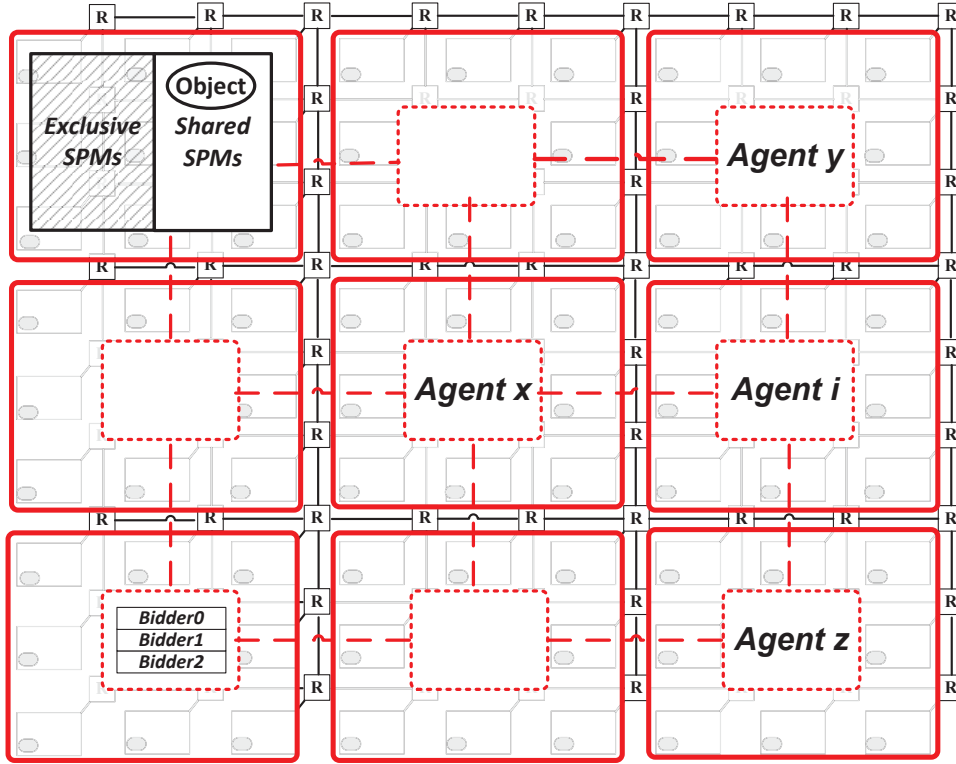 R R R R R R R R R
Object
R R R R R R R
Exclusive SPMs
Shared SPMs
Agent y
R R R
R R R R R R R R R
R R R
Agent x
Agent i
R R R
R R R R R R R R R
R R R
Bidder0
Bidder1
Bidder2
Agent z
R R R